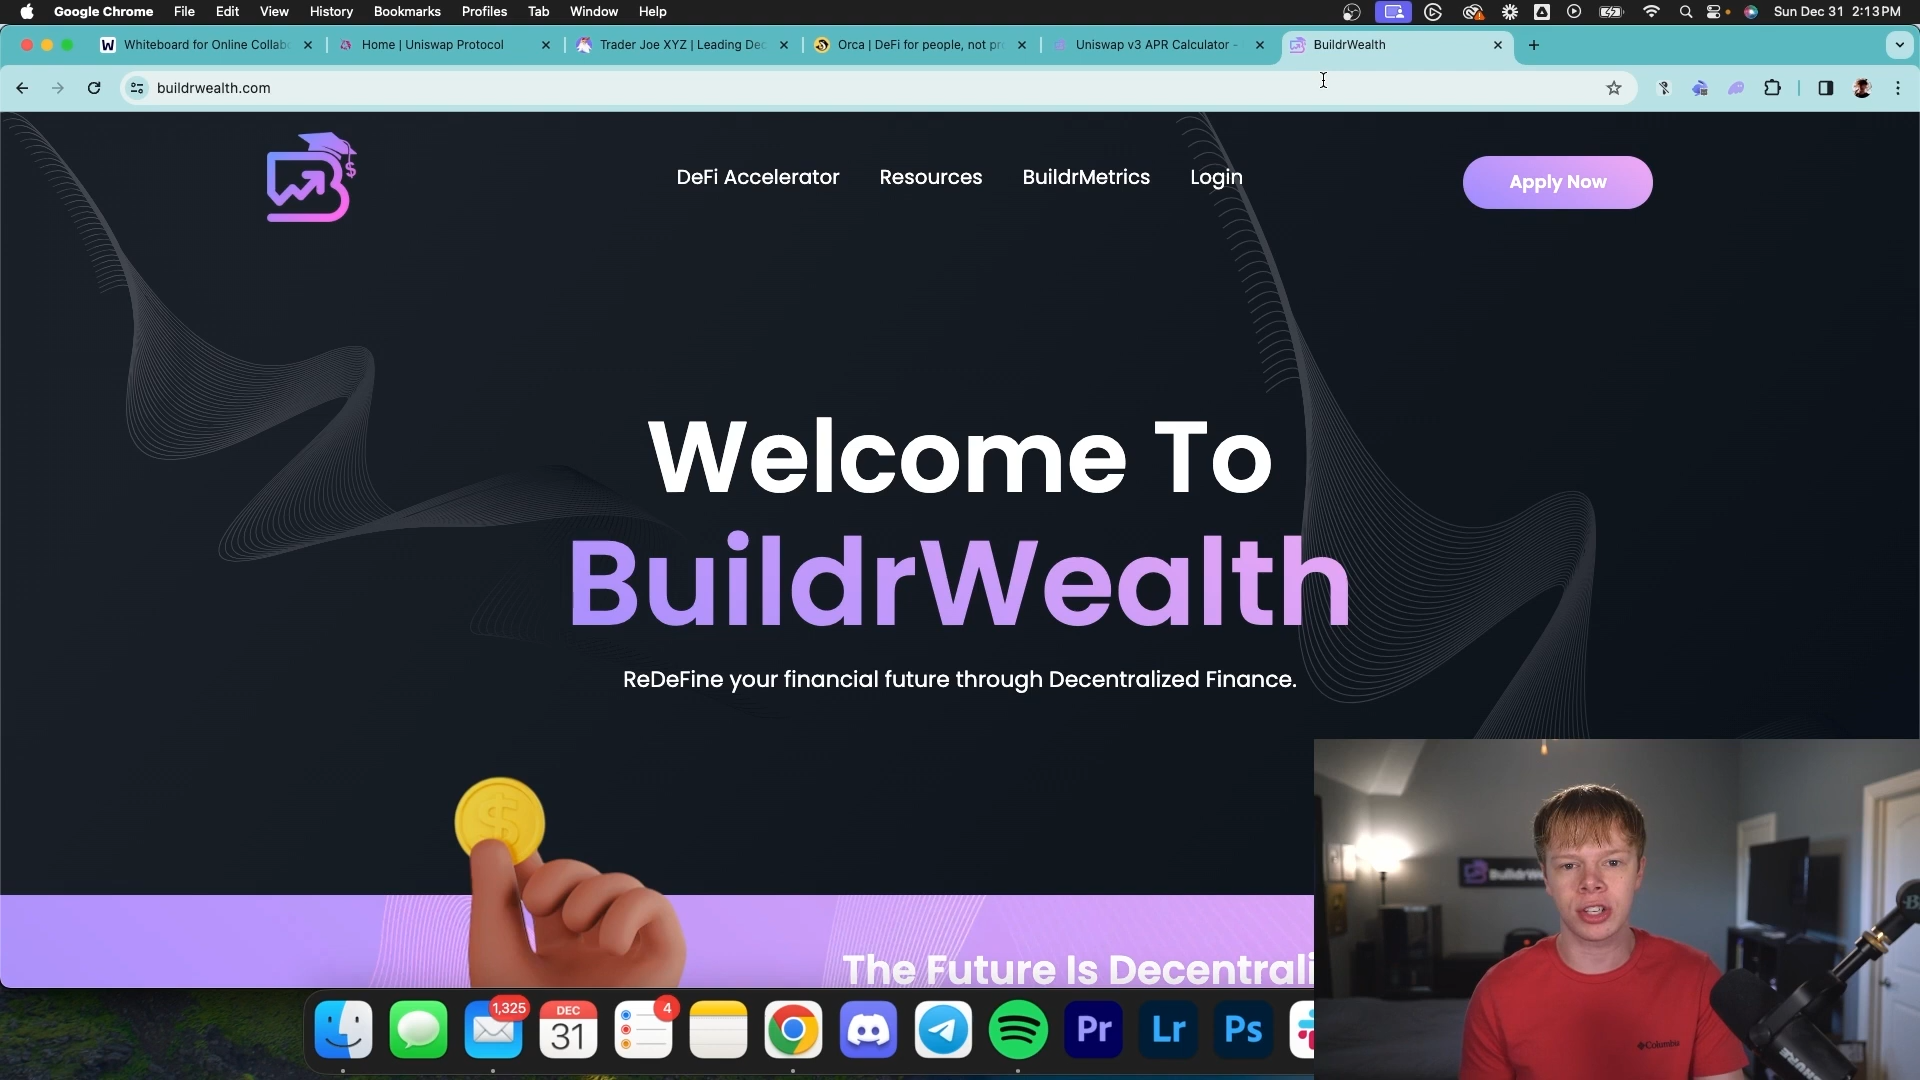 Google Chrome File Edit View History Bookmarks Profiles Tab Window Help Sun Dec 31 2:13 PM
Whiteboard for Online Collab Home | Uniswap Protocol Trader Joe XYZ | Leading Dec Orca | DeFi for people, not pr Uniswap v3 APR Calculator - BuildrWealth
buildrwealth.com
DeFi Accelerator Resources BuildrMetrics Login Apply Now
Welcome To
BuildrWealth
ReDeFine your financial future through Decentralized Finance.
The Future Is Decentrali
1,325 DEC 4
31 Pr Lr Ps
Columbia